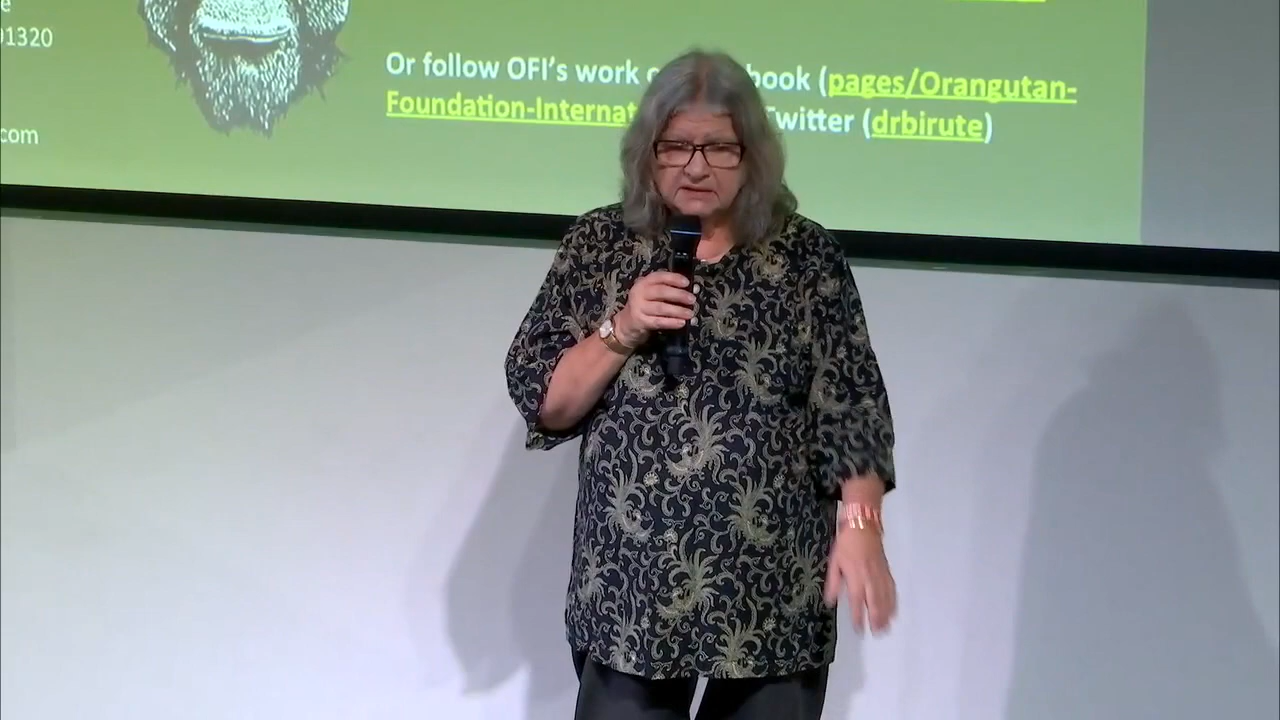 01320
.com
Or follow OFI's work book (pages/Orangutan-
Foundation-Internat Twitter (drbirute)